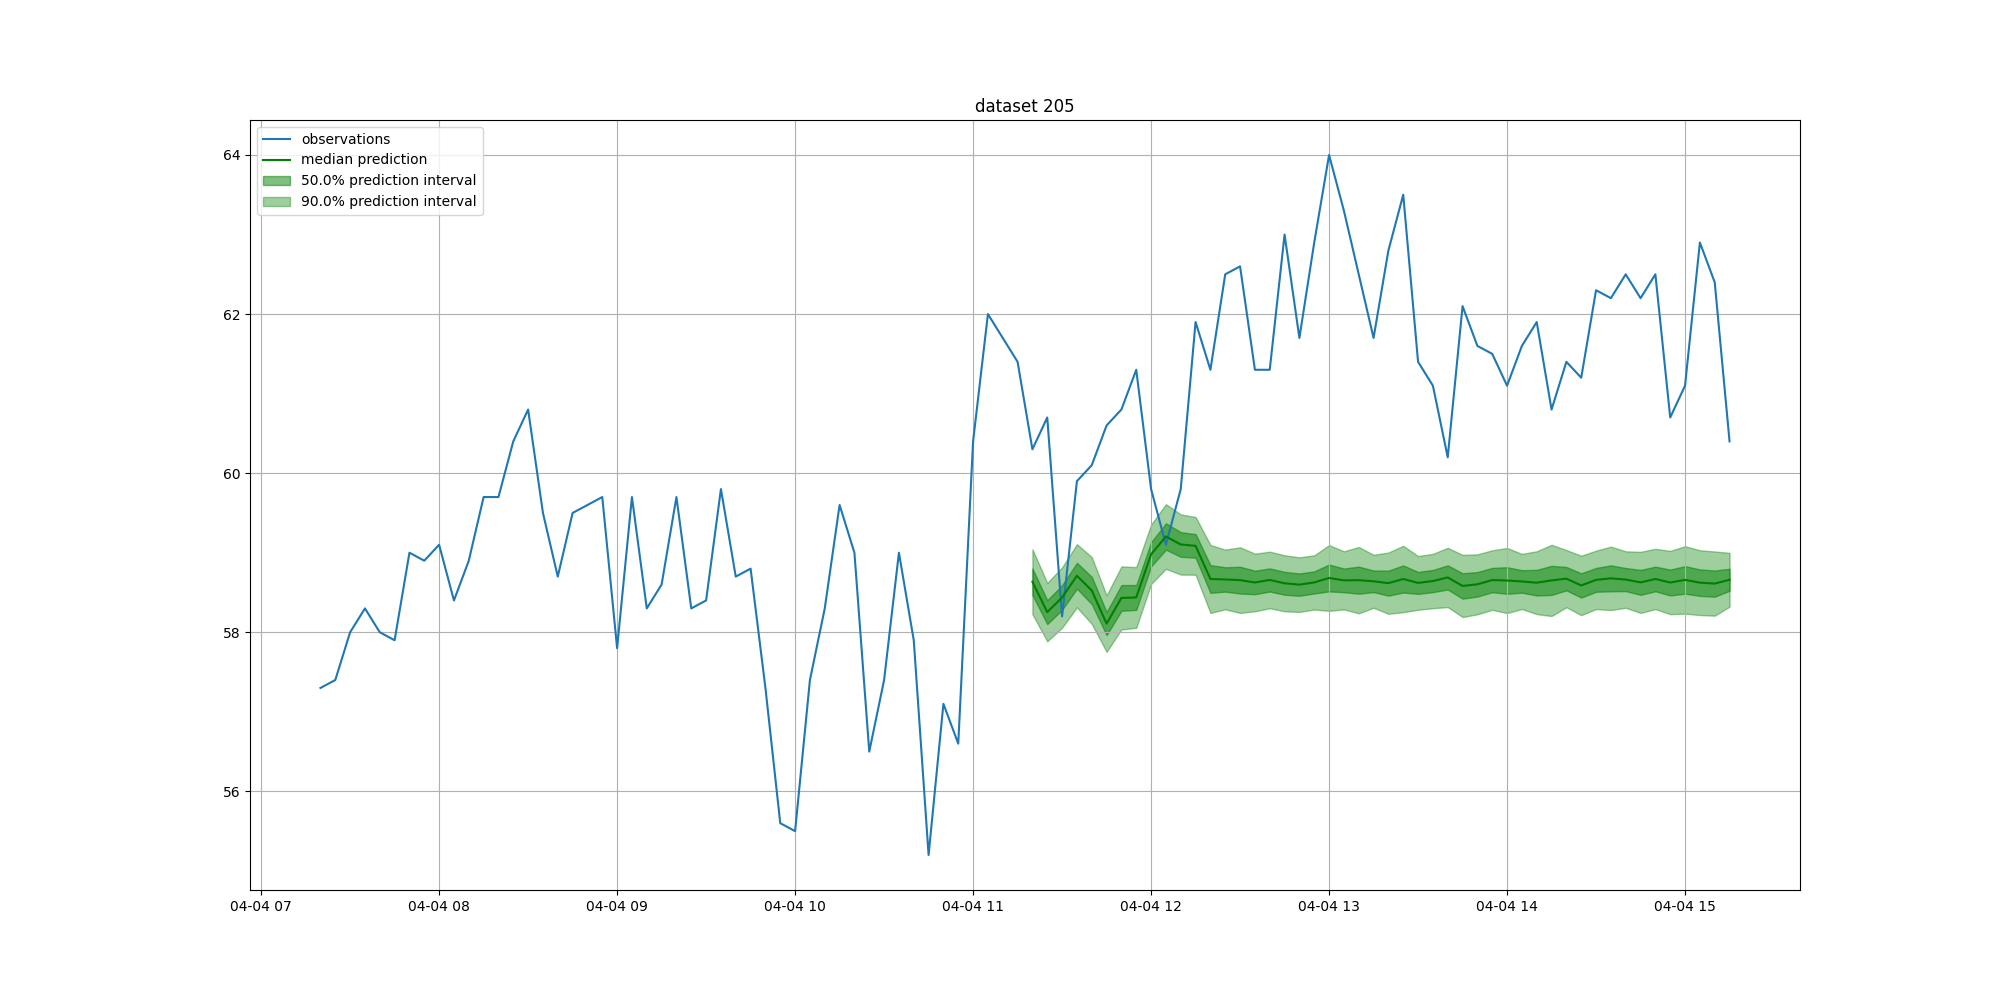 dataset 205
observations
median prediction
50.0% prediction interval
90.0% prediction interval
64
62
60
58
56
04-04 07
04-04 08
04-04 09
04-04 10
04-04 11
04-04 12
04-04 13
04-04 14
04-04 15